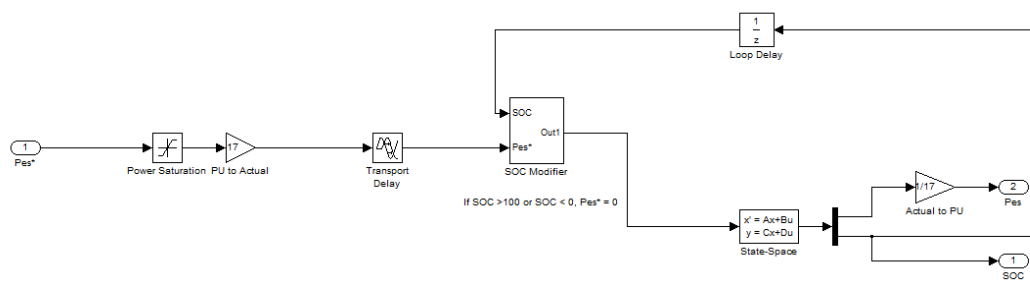 1
z
Loop Delay
SOC
Out1
Pes*
SOC Modifier
1
Pes*
Power Saturation
17
PU to Actual
Transport
Delay
If SOC >100 or SOC < 0, Pes* = 0
x' = Ax+Bu
y = Cx+Du
State-Space
1/17
Actual to PU
2
Pes
1
SOC